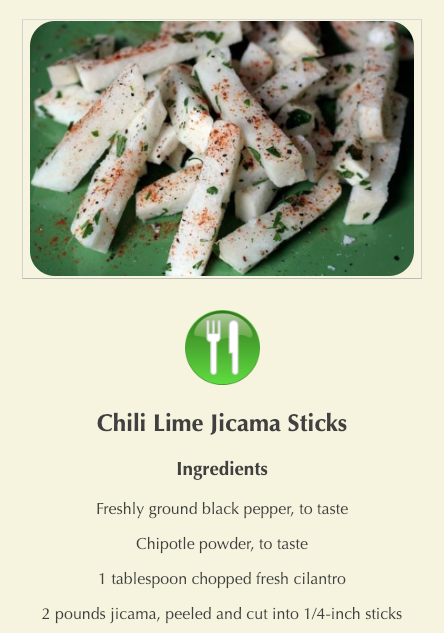 Chili Lime Jicama Sticks
Ingredients
Freshly ground black pepper, to taste
Chipotle powder, to taste
1 tablespoon chopped fresh cilantro
2 pounds jicama, peeled and cut into 1/4-inch sticks